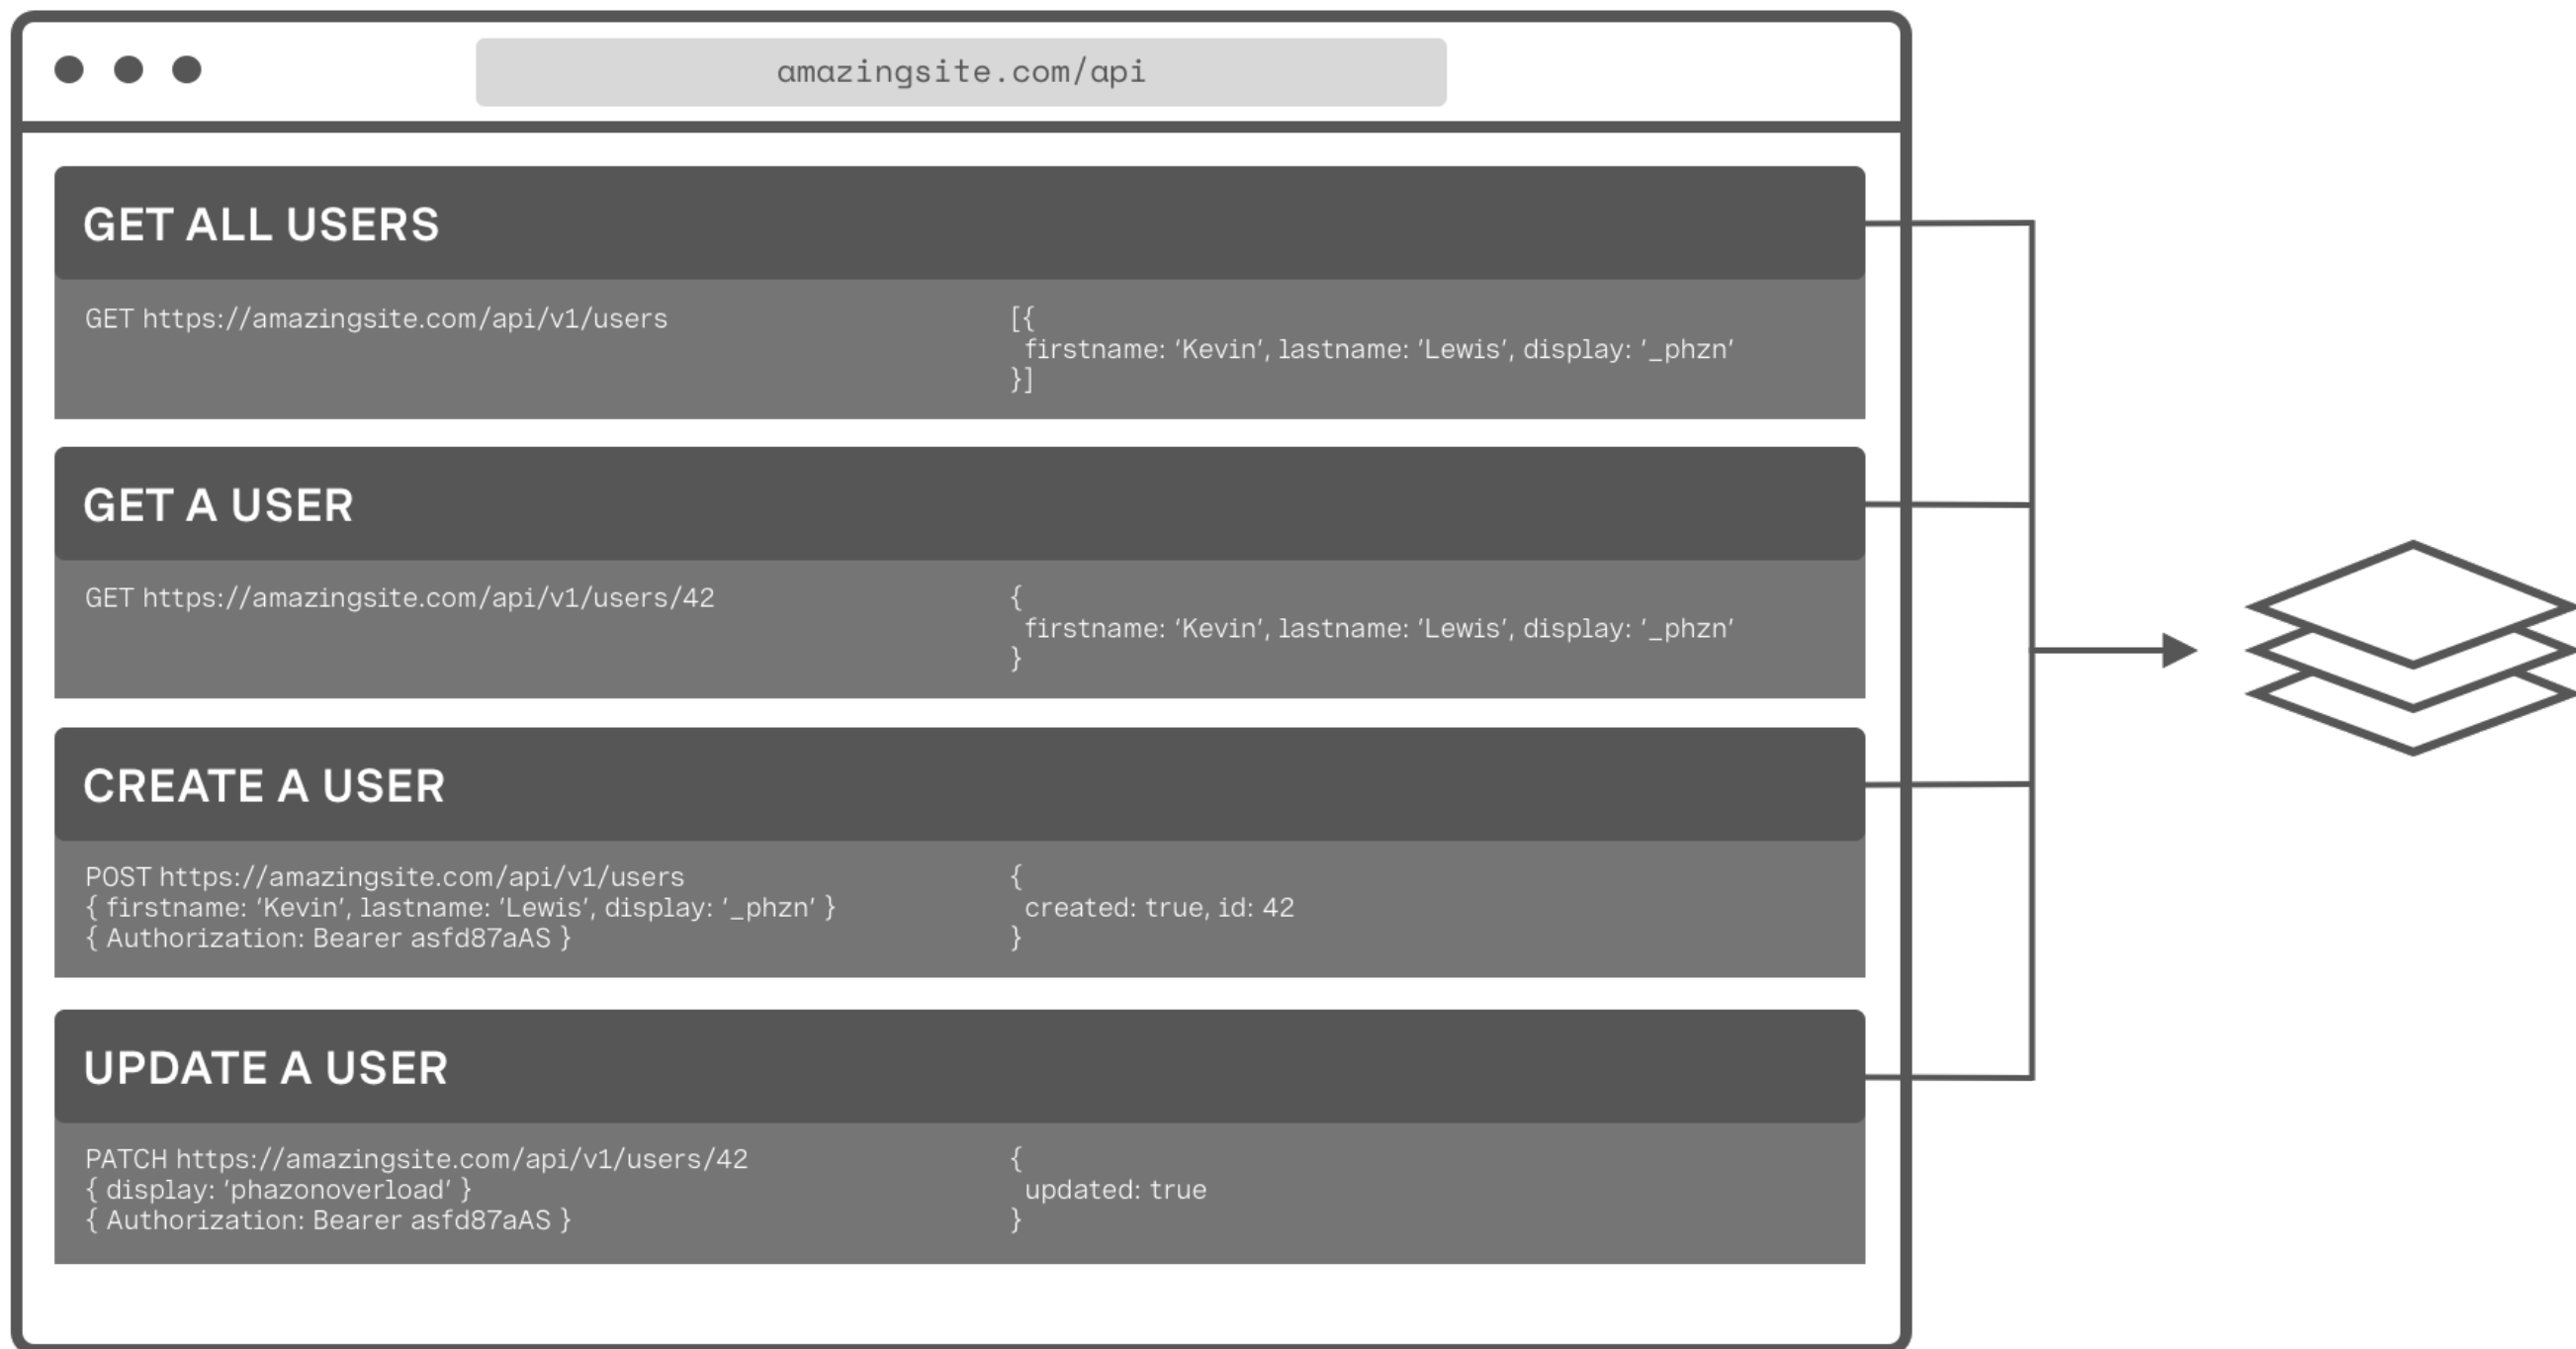 amazingsite.com/api
GET ALL USERS
GET https://amazingsite.com/api/v1/users
[{
firstname: ‘Kevin’, lastname: ‘Lewis’, display: ‘_phzn’
}]
GET A USER
GET https://amazingsite.com/api/v1/users/42
{
firstname: ‘Kevin’, lastname: ‘Lewis’, display: ‘_phzn’
}
CREATE A USER
POST https://amazingsite.com/api/v1/users
{ firstname: ‘Kevin’, lastname: ‘Lewis’, display: ‘_phzn’ }
{ Authorization: Bearer asfd87aAS }
{
created: true, id: 42
}
UPDATE A USER
PATCH https://amazingsite.com/api/v1/users/42
{ display: ‘phazonoverload’ }
{ Authorization: Bearer asfd87aAS }
{
updated: true
}